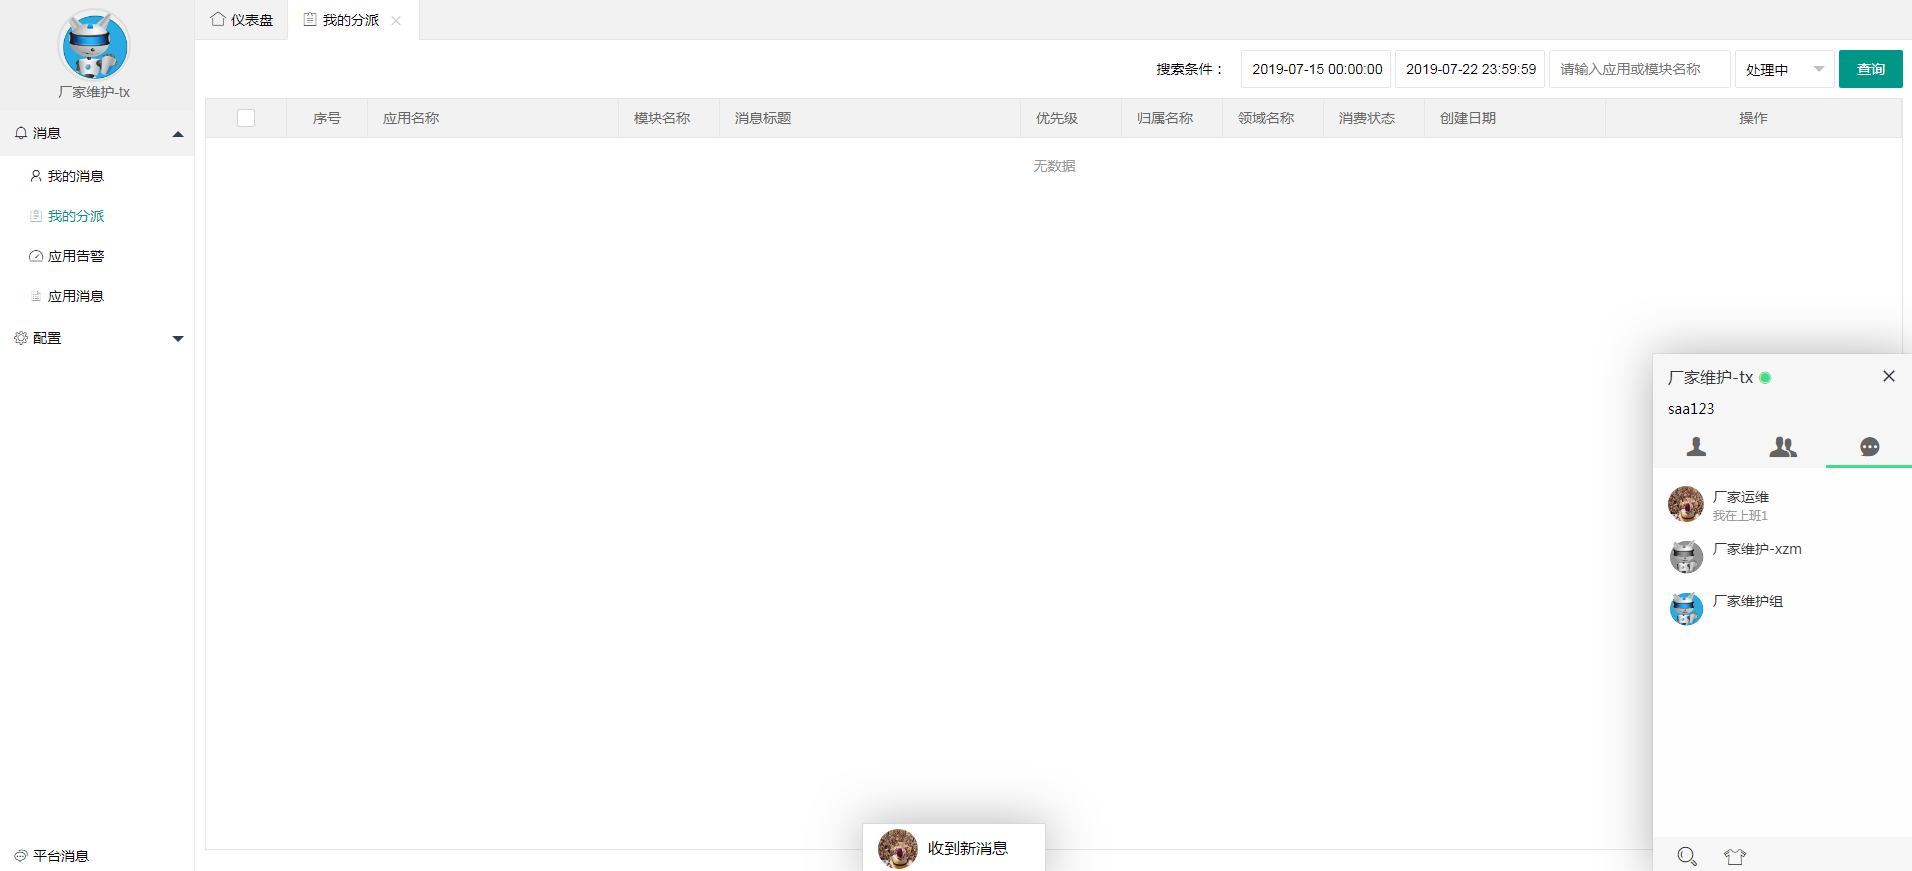 厂家维护-tx
消息
我的消息
我的分派
应用告警
应用消息
配置
平台消息
仪表盘 我的分派
搜索条件： 2019-07-15 00:00:00 2019-07-22 23:59:59 请输入应用或模块名称 处理中 查询
序号 应用名称 模块名称 消息标题 优先级 归属名称 领域名称 消费状态 创建日期 操作
无数据
厂家维护-tx
saa123
厂家运维
我在上班1
厂家维护-xzm
厂家维护组
收到新消息